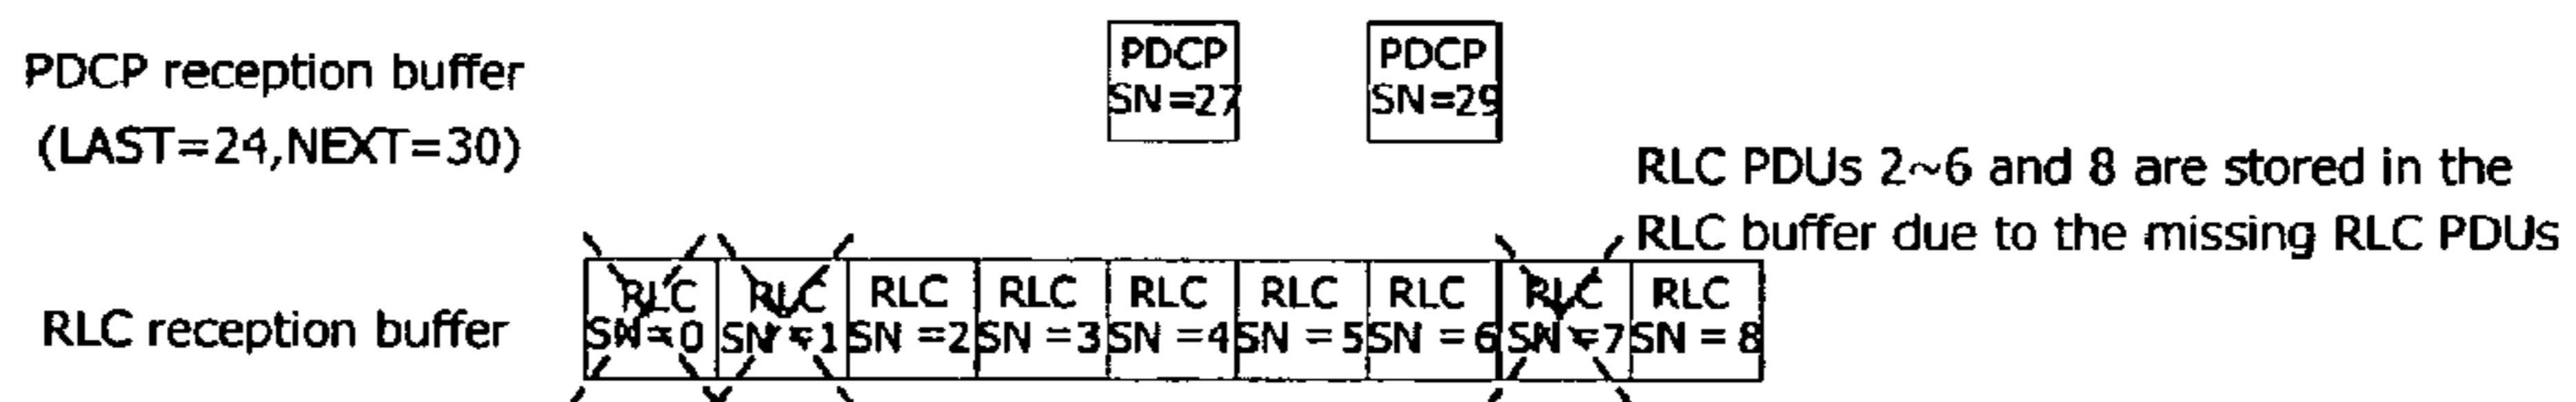 PDCP reception buffer
(LAST=24,NEXT=30)
PDCP
SN=27
PDCP
SN=29
RLC PDUs 2~6 and 8 are stored in the
RLC buffer due to the missing RLC PDUs
RLC reception buffer
RLC
SN=0
RLC
SN=1
RLC
SN =2
RLC
SN =3
RLC
SN =4
RLC
SN = 5
RLC
SN = 6
RLC
SN =7
RLC
SN = 8